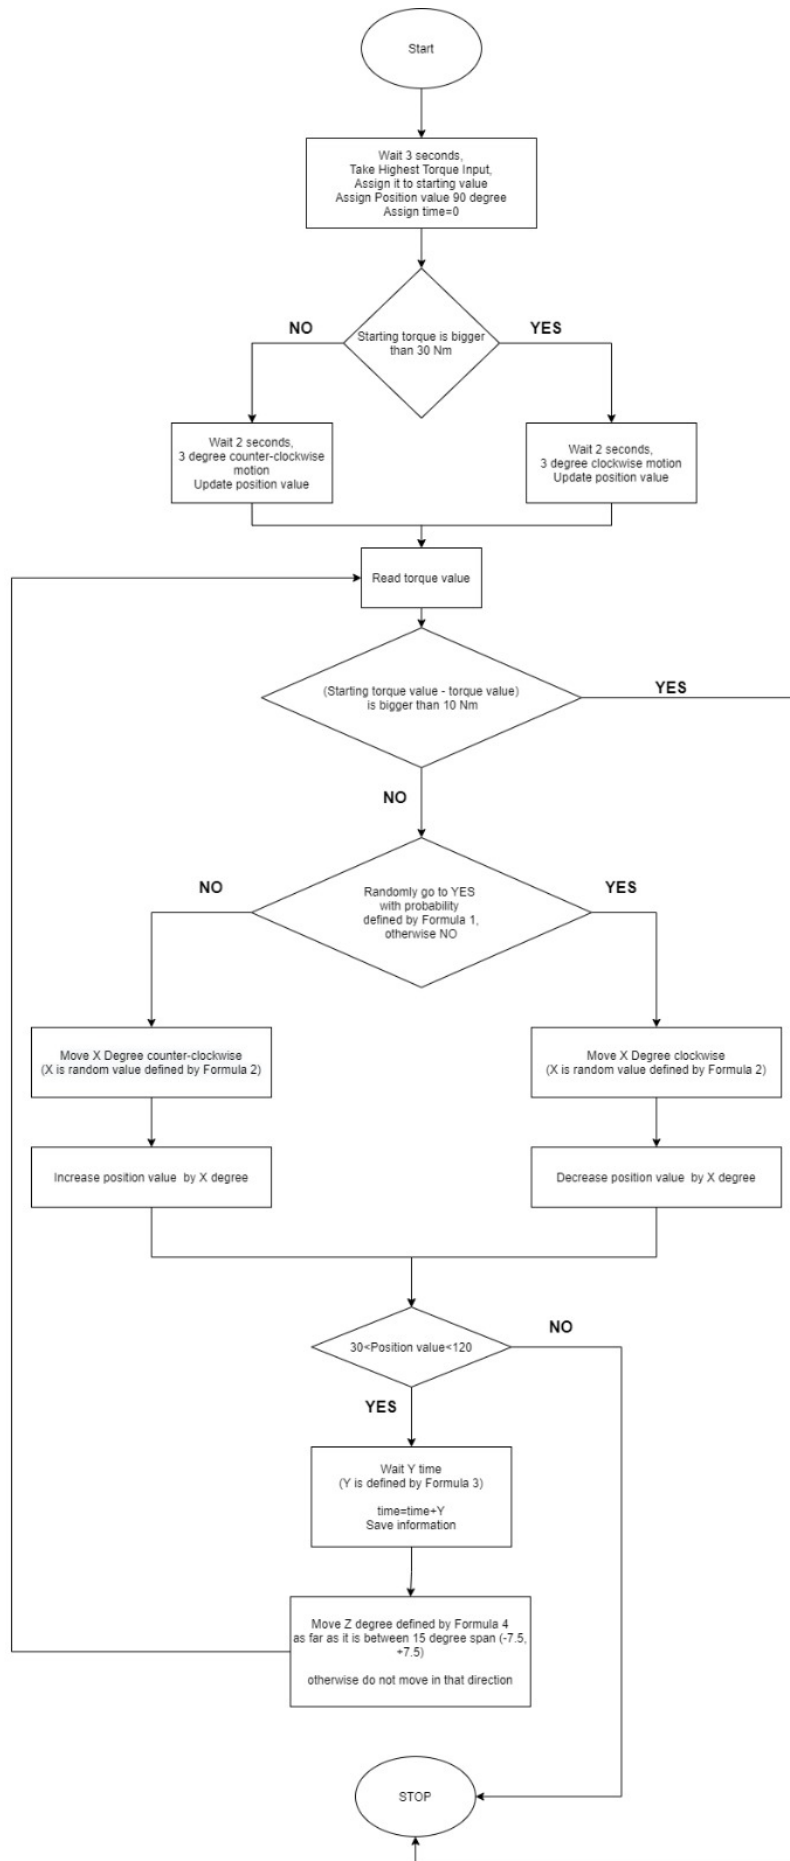 Start
Wait 3 seconds,
Take Highest Torque Input,
Assign it to starting value
Assign Position value 90 degree
Assign time=0
NO
YES
Starting torque is bigger
than 30 Nm
Wait 2 seconds,
3 degree counter-clockwise
motion
Update position value
Wait 2 seconds,
3 degree clockwise motion
Update position value
Read torque value
(Starting torque value - torque value)
is bigger than 10 Nm
YES
NO
NO
YES
Randomly go to YES
with probability
defined by Formula 1,
otherwise NO
Move X Degree counter-clockwise
(X is random value defined by Formula 2)
Move X Degree clockwise
(X is random value defined by Formula 2)
Increase position value by X degree
Decrease position value by X degree
30<Position value<120
NO
YES
Wait Y time
(Y is defined by Formula 3)
time=time+Y
Save information
Move Z degree defined by Formula 4
as far as it is between 15 degree span (-7.5,
+7.5)
otherwise do not move in that direction
STOP